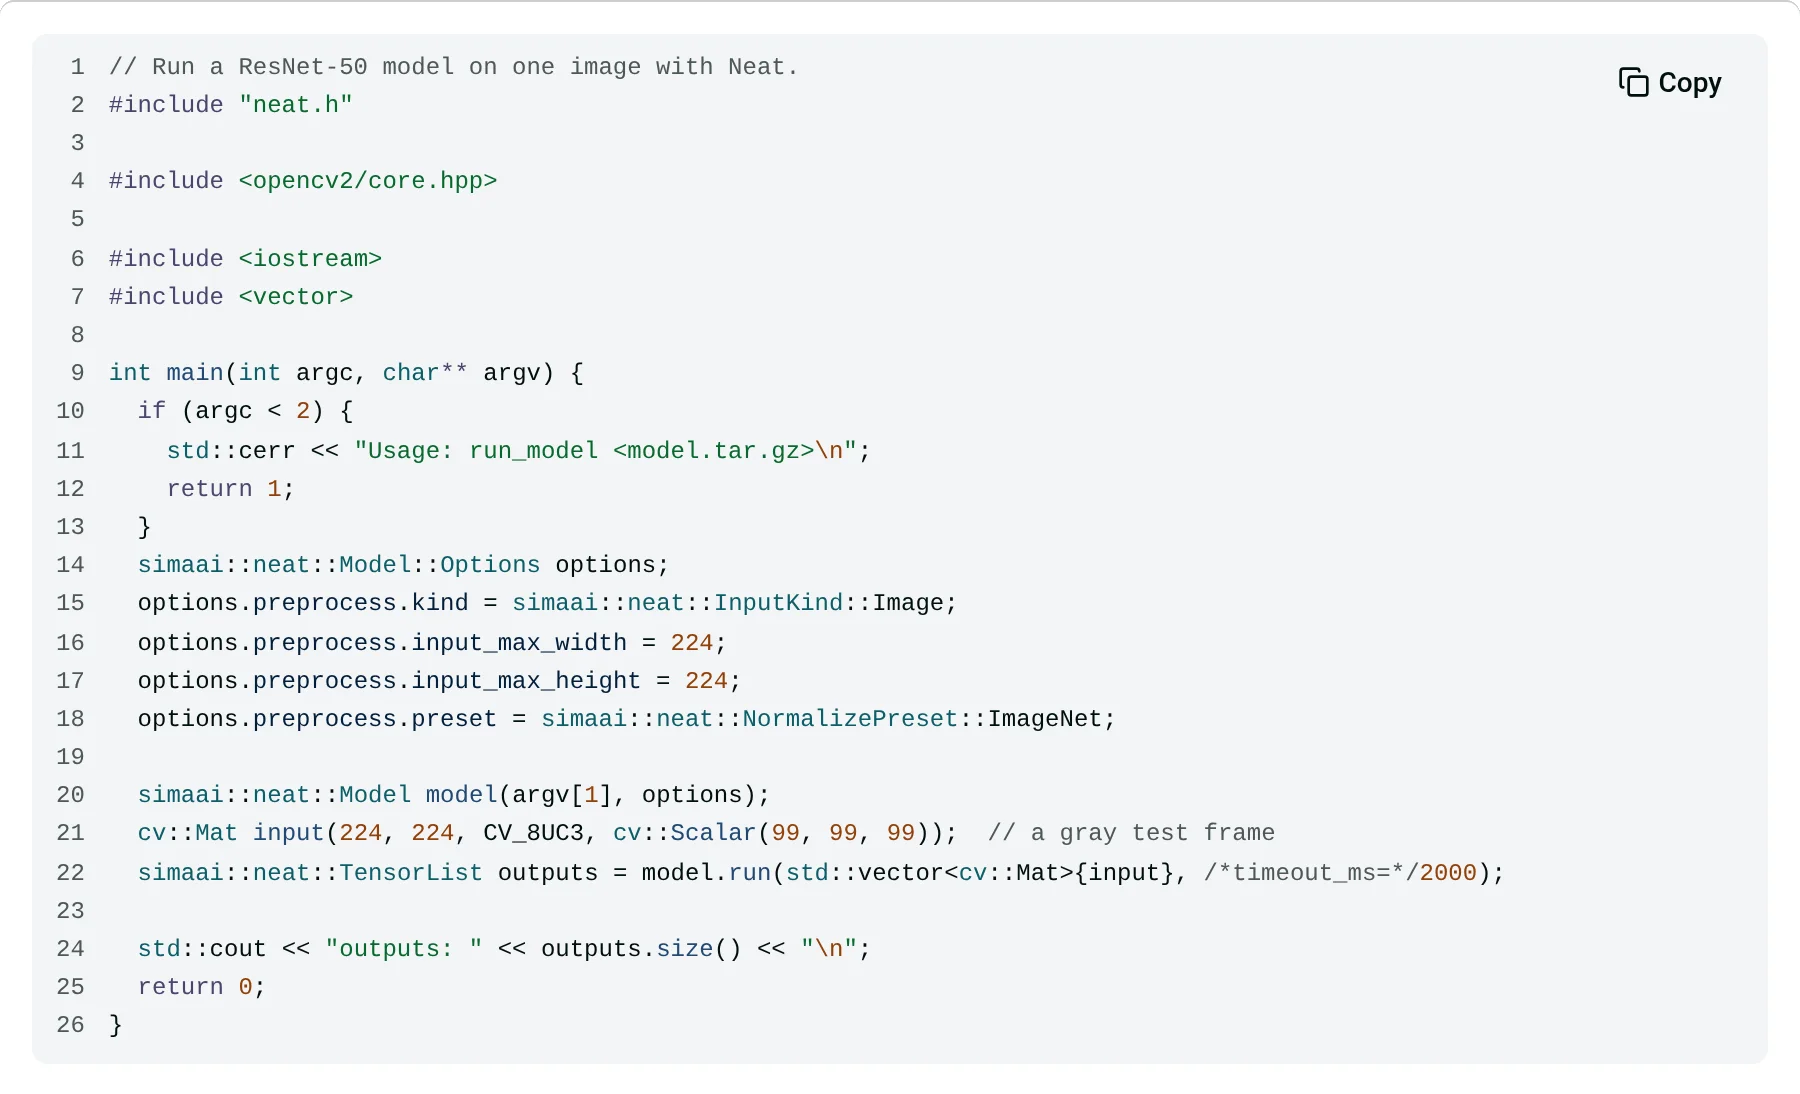 1 // Run a ResNet-50 model on one image with Neat.
Copy
2 #include "neat.h"
3
4 #include <opencv2/core.hpp>
5
6 #include <iostream>
7 #include <vector>
8
9 int main(int argc, char** argv) {
10   if (argc < 2) {
11     std::cerr << "Usage: run_model <model.tar.gz>\n";
12     return 1;
13   }
14   simaai::neat::Model::Options options;
15   options.preprocess.kind = simaai::neat::InputKind::Image;
16   options.preprocess.input_max_width = 224;
17   options.preprocess.input_max_height = 224;
18   options.preprocess.preset = simaai::neat::NormalizePreset::ImageNet;
19
20   simaai::neat::Model model(argv[1], options);
21   cv::Mat input(224, 224, CV_8UC3, cv::Scalar(99, 99, 99));  // a gray test frame
22   simaai::neat::TensorList outputs = model.run(std::vector<cv::Mat>{input}, /*timeout_ms=*/2000);
23
24   std::cout << "outputs: " << outputs.size() << "\n";
25   return 0;
26 }